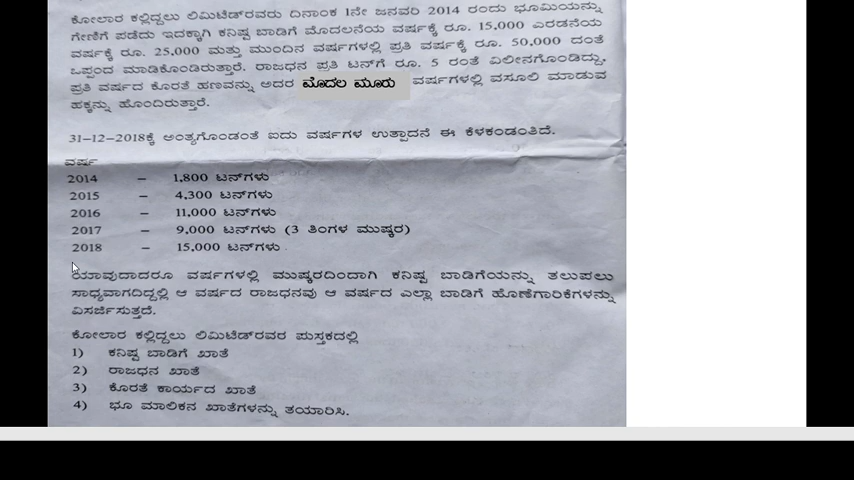 ಕೋಲಾರ ಕಲ್ಲಿದ್ದಲು ಲಿಮಿಟೆಡ್‌ರವರು ದಿನಾಂಕ 1ನೇ ಜನವರಿ 2014 ರಂದು ಭೂಮಿಯನ್ನು
ಗೇಣಿಗೆ ಪಡೆದು ಇದಕ್ಕಾಗಿ ಕನಿಷ್ಠ ಬಾಡಿಗೆ ಮೊದಲನೆಯ ವರ್ಷಕ್ಕೆ ರೂ. 15,000 ಎರಡನೆಯ
ವರ್ಷಕ್ಕೆ ರೂ. 25,000 ಮತ್ತು ಮುಂದಿನ ವರ್ಷಗಳಲ್ಲಿ ಪ್ರತಿ ವರ್ಷಕ್ಕೆ ರೂ. 50,000 ದಂತೆ
ಒಪ್ಪಂದ ಮಾಡಿಕೊಂಡಿರುತ್ತಾರೆ. ರಾಜಧನ ಪ್ರತಿ ಟನ್‌ಗೆ ರೂ. 5 ರಂತೆ ವಿಲೀನಗೊಂಡಿದ್ದು,
ಪ್ರತಿ ವರ್ಷದ ಕೊರತೆ ಹಣವನ್ನು ಅದರ ಮೊದಲ ಮೂರು ವರ್ಷಗಳಲ್ಲಿ ವಸೂಲಿ ಮಾಡುವ
ಹಕ್ಕನ್ನು ಹೊಂದಿರುತ್ತಾರೆ.
31-12-2018ಕ್ಕೆ ಅಂತ್ಯಗೊಂಡಂತೆ ಐದು ವರ್ಷಗಳ ಉತ್ಪಾದನೆ ಈ ಕೆಳಕಂಡಂತಿದೆ.
ವರ್ಷ
2014 – 1,800 ಟನ್‌ಗಳು
2015 – 4,300 ಟನ್‌ಗಳು
2016 – 11,000 ಟನ್‌ಗಳು
2017 – 9,000 ಟನ್‌ಗಳು (3 ತಿಂಗಳ ಮುಷ್ಕರ)
2018 – 15,000 ಟನ್‌ಗಳು
ಯಾವುದಾದರೂ ವರ್ಷಗಳಲ್ಲಿ ಮುಷ್ಕರದಿಂದಾಗಿ ಕನಿಷ್ಠ ಬಾಡಿಗೆಯನ್ನು ತಲುಪಲು
ಸಾಧ್ಯವಾಗದಿದ್ದಲ್ಲಿ ಆ ವರ್ಷದ ರಾಜಧನವು ಆ ವರ್ಷದ ಎಲ್ಲಾ ಬಾಡಿಗೆ ಹೊಣೆಗಾರಿಕೆಗಳನ್ನು
ವಿಸರ್ಜಿಸುತ್ತದೆ.
ಕೋಲಾರ ಕಲ್ಲಿದ್ದಲು ಲಿಮಿಟೆಡ್‌ರವರ ಪುಸ್ತಕದಲ್ಲಿ
1) ಕನಿಷ್ಠ ಬಾಡಿಗೆ ಖಾತೆ
2) ರಾಜಧನ ಖಾತೆ
3) ಕೊರತೆ ಕಾರ್ಯದ ಖಾತೆ
4) ಭೂ ಮಾಲಿಕನ ಖಾತೆಗಳನ್ನು ತಯಾರಿಸಿ.